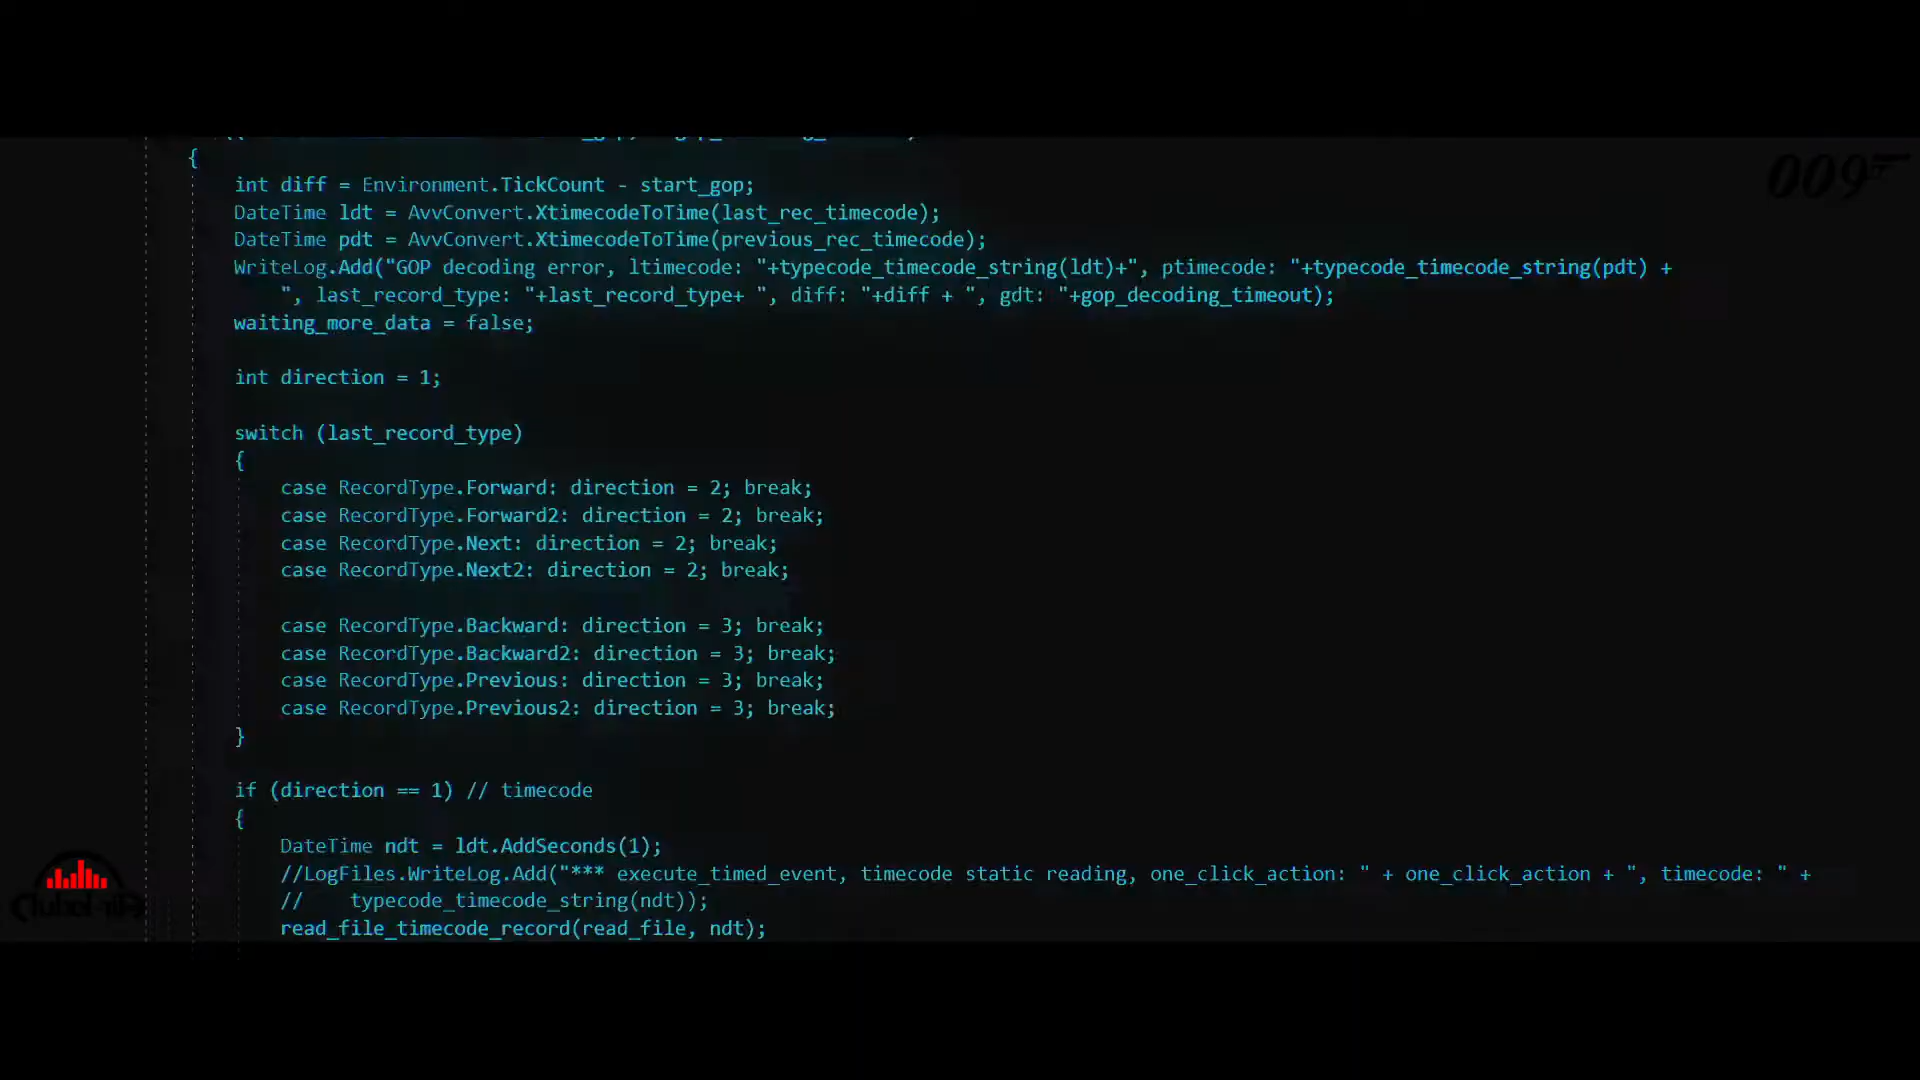 009
{
int diff = Environment.TickCount - start_gop;
DateTime ldt = AvvConvert.XtimecodeToTime(last_rec_timecode);
DateTime pdt = AvvConvert.XtimecodeToTime(previous_rec_timecode);
WriteLog.Add("GOP decoding error, ltimecode: "+typecode_timecode_string(ldt)+", ptimecode: "+typecode_timecode_string(pdt) +
", last_record_type: "+last_record_type+ ", diff: "+diff + ", gdt: "+gop_decoding_timeout);
waiting_more_data = false;
int direction = 1;
switch (last_record_type)
{
case RecordType.Forward: direction = 2; break;
case RecordType.Forward2: direction = 2; break;
case RecordType.Next: direction = 2; break;
case RecordType.Next2: direction = 2; break;
case RecordType.Backward: direction = 3; break;
case RecordType.Backward2: direction = 3; break;
case RecordType.Previous: direction = 3; break;
case RecordType.Previous2: direction = 3; break;
}
if (direction == 1) // timecode
{
DateTime ndt = ldt.AddSeconds(1);
//LogFiles.WriteLog.Add("*** execute_timed_event, timecode static reading, one_click_action: " + one_click_action + ", timecode: " +
// typecode_timecode_string(ndt));
read_file_timecode_record(read_file, ndt);